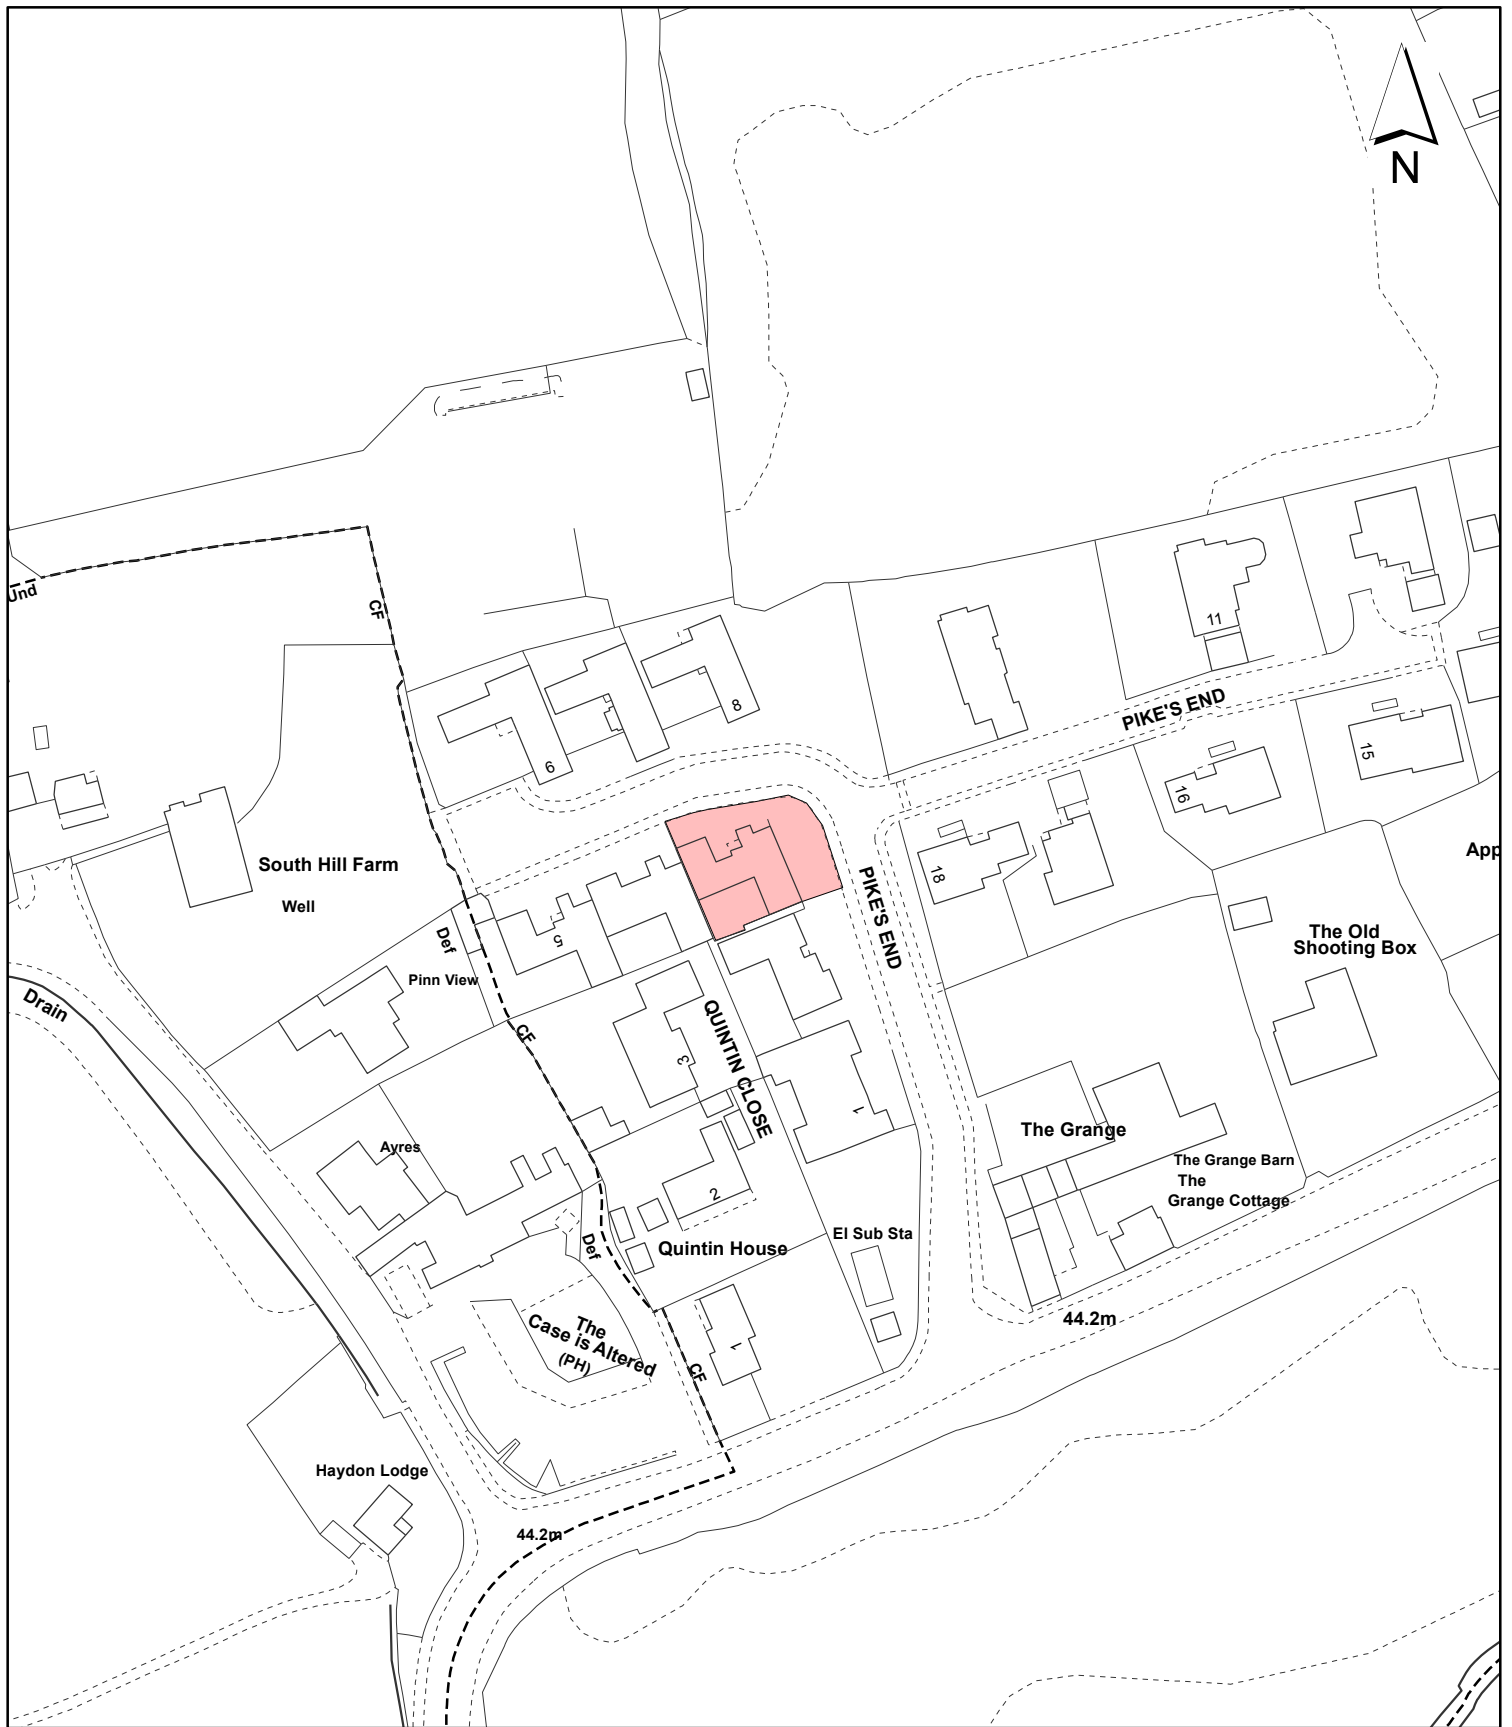 N
Und
CF
11
8
PIKE'S END
6
15
16
South Hill Farm
App
18
Well
PIKE'S END
The Old
Shooting Box
Def
5
Pinn View
Drain
QUINTIN CLOSE
CF
3
1
The Grange
Ayres
The Grange Barn
The
Grange Cottage
2
El Sub Sta
Def
Quintin House
44.2m
The
Case is Altered
(PH)
1
CF
Haydon Lodge
44.2m